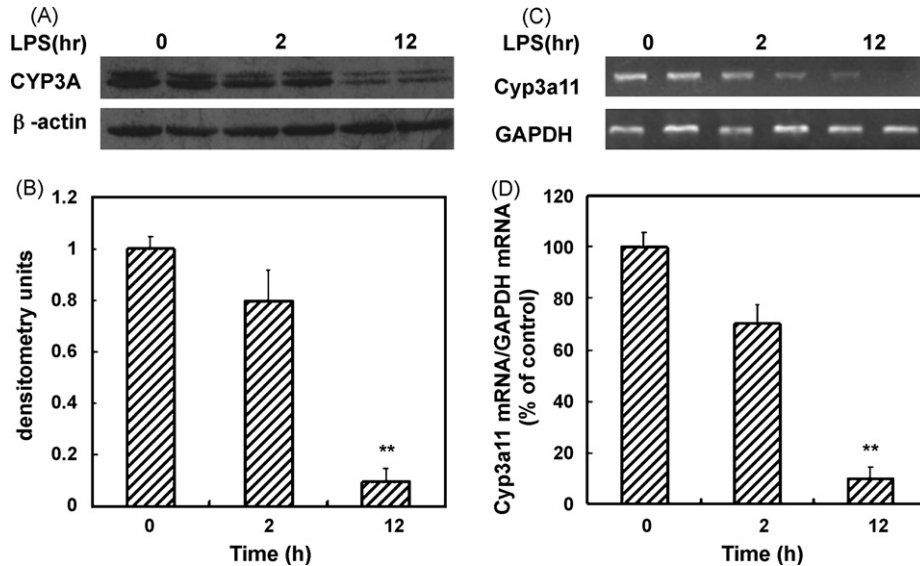 (A)
LPS(hr) 0 2 12
CYP3A
β -actin
(B)
densitometry units
1.2
1
0.8
0.6
0.4
0.2
0
**
0 2 12
Time (h)
(C)
LPS(hr) 0 2 12
Cyp3a11
GAPDH
(D)
Cyp3a11 mRNA/GAPDH mRNA
(% of control)
120
100
80
60
40
20
0
**
0 2 12
Time (h)